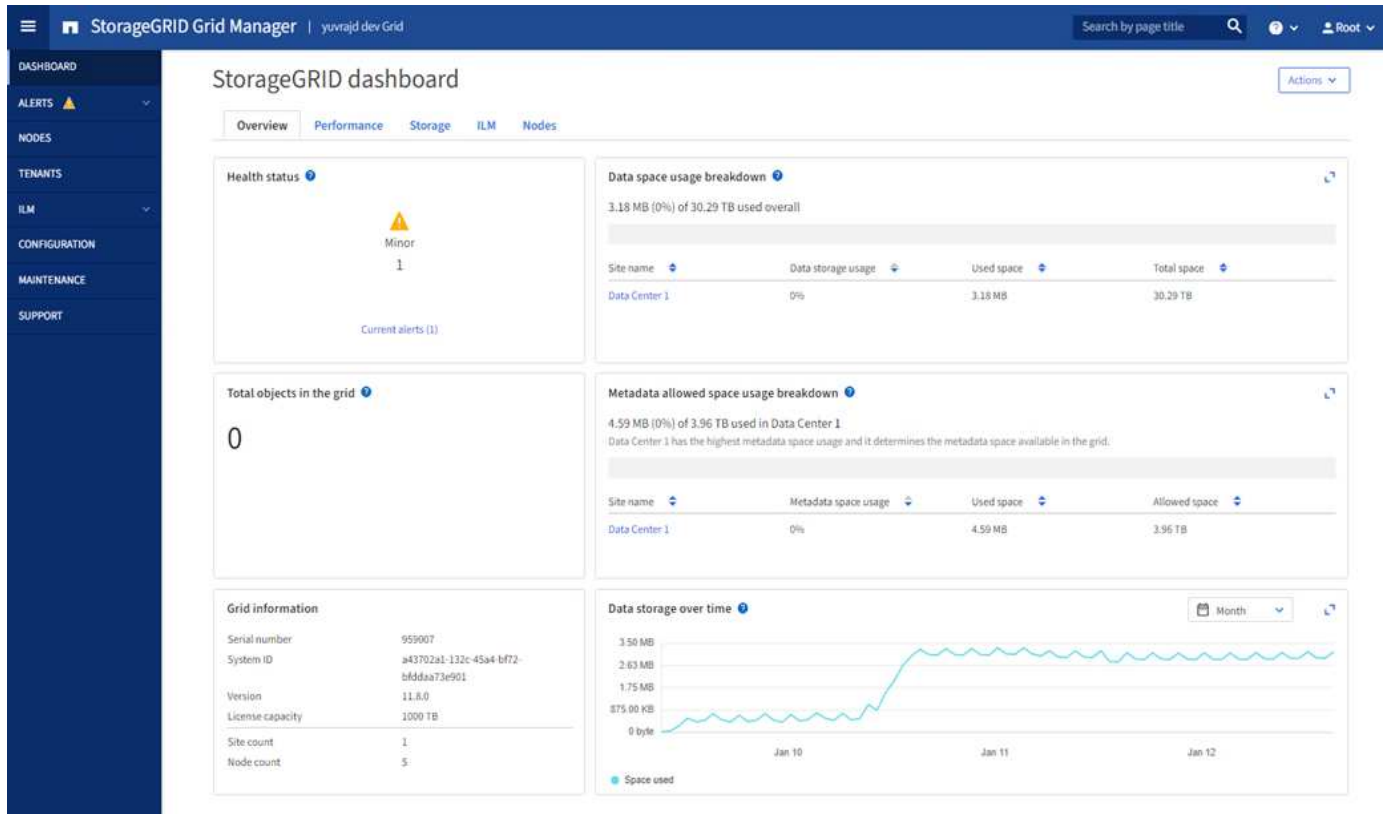 StorageGRID Grid Manager | yuvrajd dev Grid
Search by page title
Root
DASHBOARD
ALERTS
NODES
TENANTS
ILM
CONFIGURATION
MAINTENANCE
SUPPORT
StorageGRID dashboard
Actions
Overview Performance Storage ILM Nodes
Health status
Minor
1
Current alerts (1)
Data space usage breakdown
3.18 MB (0%) of 30.29 TB used overall
Site name Data storage usage Used space Total space
Data Center 1 0% 3.18 MB 30.29 TB
Total objects in the grid
0
Metadata allowed space usage breakdown
4.59 MB (0%) of 3.96 TB used in Data Center 1
Data Center 1 has the highest metadata space usage and it determines the metadata space available in the grid.
Site name Metadata space usage Used space Allowed space
Data Center 1 0% 4.59 MB 3.96 TB
Grid information
Serial number 959007
System ID a43702a1-132c-45a4-bf72-
bfddaa73e901
Version 11.8.0
License capacity 1000 TB
Site count 1
Node count 5
Data storage over time
Month
3.50 MB
2.63 MB
1.75 MB
875.00 KB
0 byte
Jan 10 Jan 11 Jan 12
Space used